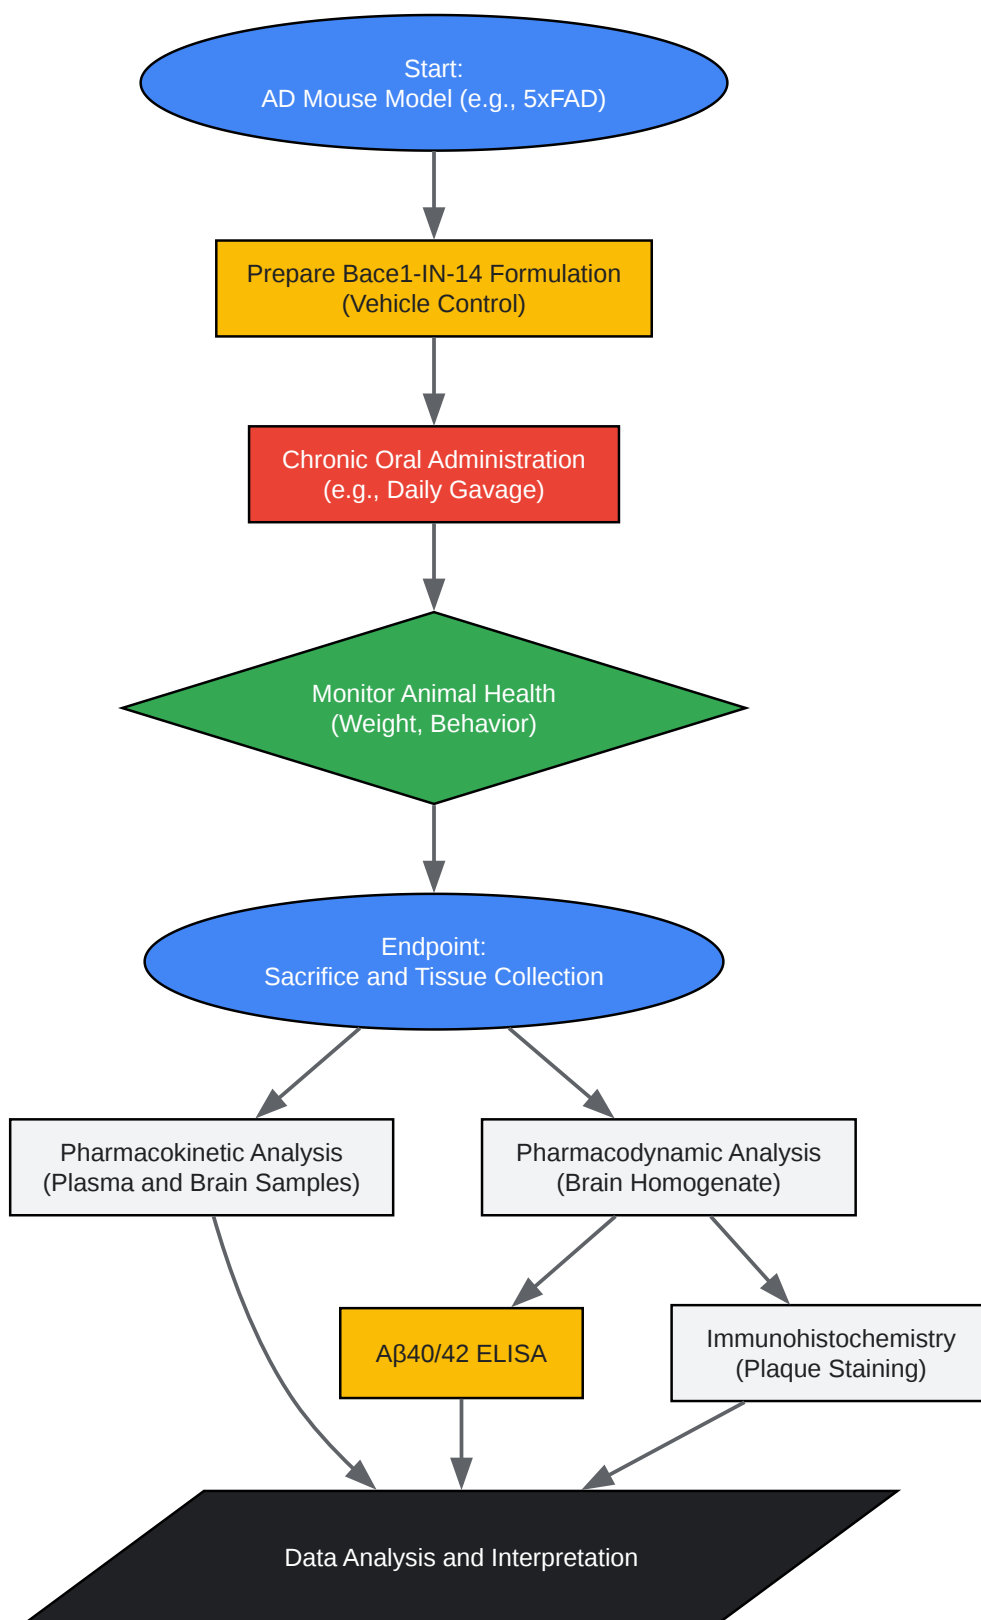 Start:
AD Mouse Model (e.g., 5xFAD)
Prepare Bace1-IN-14 Formulation
(Vehicle Control)
Chronic Oral Administration
(e.g., Daily Gavage)
Monitor Animal Health
(Weight, Behavior)
Endpoint:
Sacrifice and Tissue Collection
Pharmacokinetic Analysis
(Plasma and Brain Samples)
Pharmacodynamic Analysis
(Brain Homogenate)
Aβ40/42 ELISA
Immunohistochemistry
(Plaque Staining)
Data Analysis and Interpretation